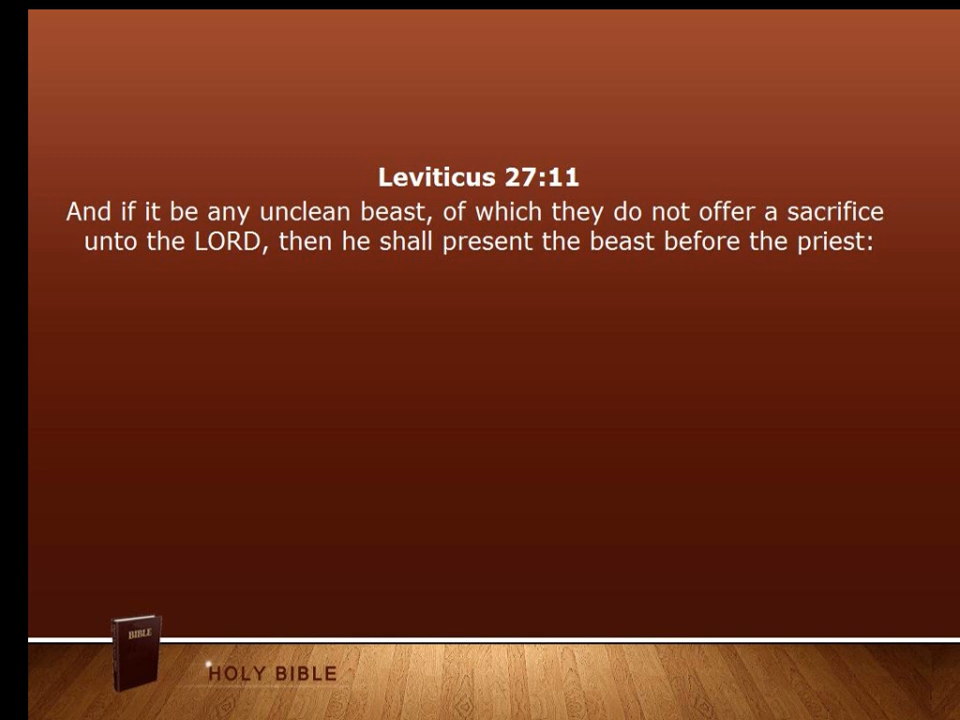 Leviticus 27:11
And if it be any unclean beast, of which they do not offer a sacrifice
unto the LORD, then he shall present the beast before the priest:
BIBLE
HOLY BIBLE